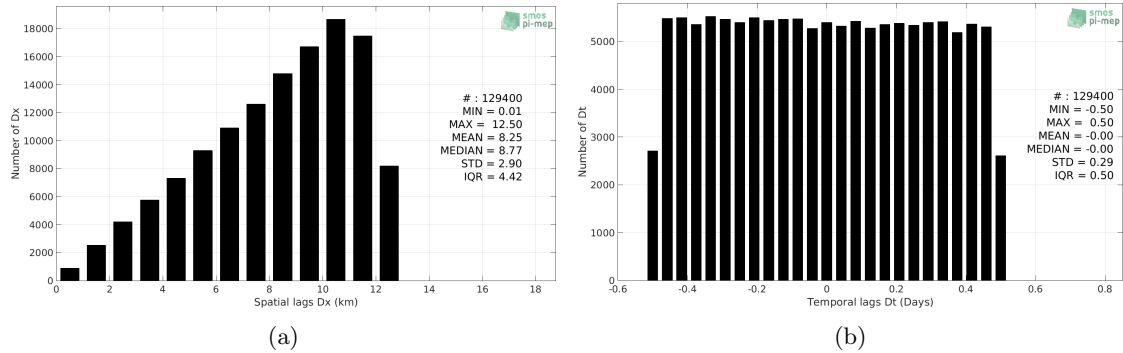 smos
pi-mep
18000
16000
14000
12000
10000
8000
6000
4000
2000
0
Number of Dx
# : 129400
MIN = 0.01
MAX = 12.50
MEAN = 8.25
MEDIAN = 8.77
STD = 2.90
IQR = 4.42
0 2 4 6 8 10 12 14 16 18
Spatial lags Dx (km)
(a)
smos
pi-mep
5000
4000
3000
2000
1000
0
Number of Dt
# : 129400
MIN = -0.50
MAX = 0.50
MEAN = -0.00
MEDIAN = -0.00
STD = 0.29
IQR = 0.50
-0.6 -0.4 -0.2 0 0.2 0.4 0.6 0.8
Temporal lags Dt (Days)
(b)